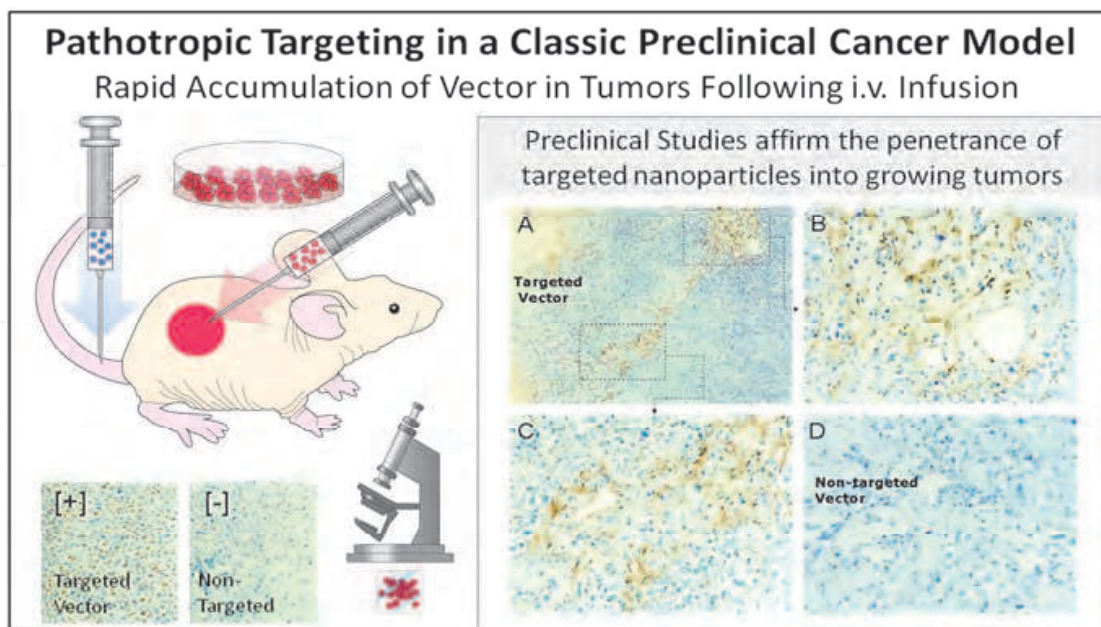 Pathotropic Targeting in a Classic Preclinical Cancer Model
Rapid Accumulation of Vector in Tumors Following i.v. Infusion
Preclinical Studies affirm the penetrance of
targeted nanoparticles into growing tumors
A
Targeted
Vector
B
C
D
Non-targeted
Vector
[+]
Targeted
Vector
[-]
Non-
Targeted